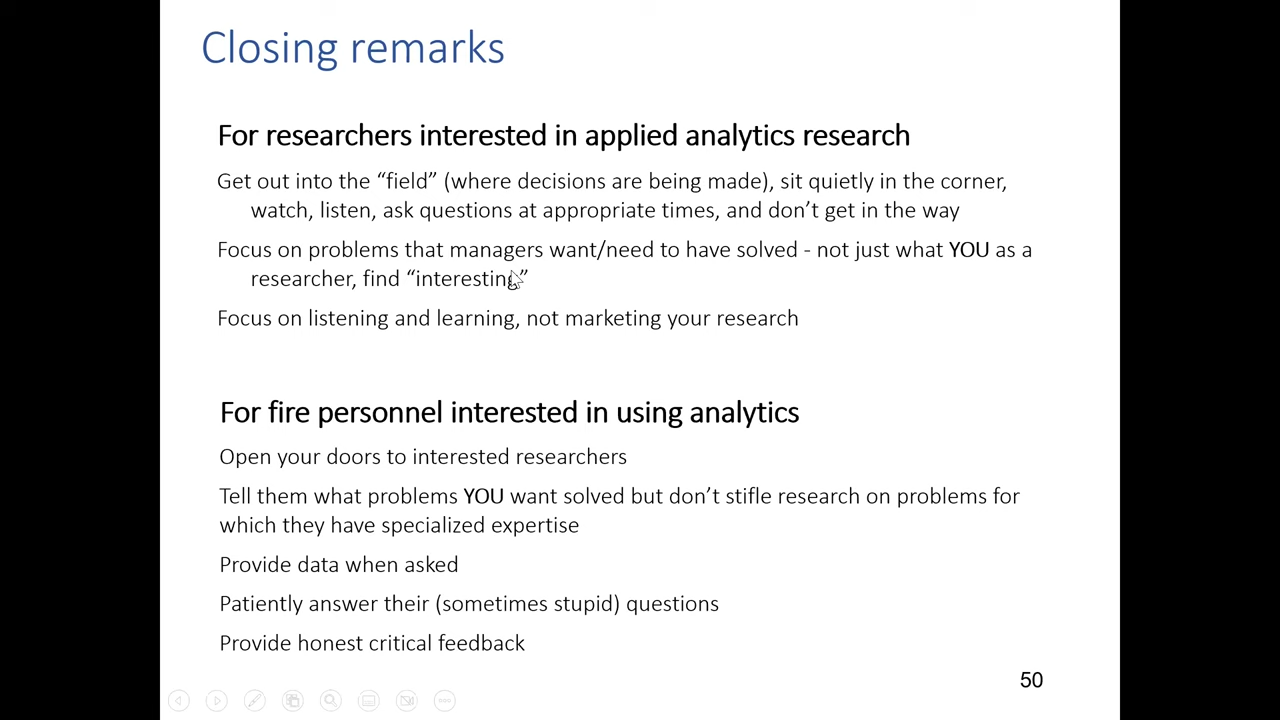 Closing remarks
For researchers interested in applied analytics research
Get out into the “field” (where decisions are being made), sit quietly in the corner,
watch, listen, ask questions at appropriate times, and don’t get in the way
Focus on problems that managers want/need to have solved - not just what YOU as a
researcher, find “interesting”
Focus on listening and learning, not marketing your research
For fire personnel interested in using analytics
Open your doors to interested researchers
Tell them what problems YOU want solved but don’t stifle research on problems for
which they have specialized expertise
Provide data when asked
Patiently answer their (sometimes stupid) questions
Provide honest critical feedback
50